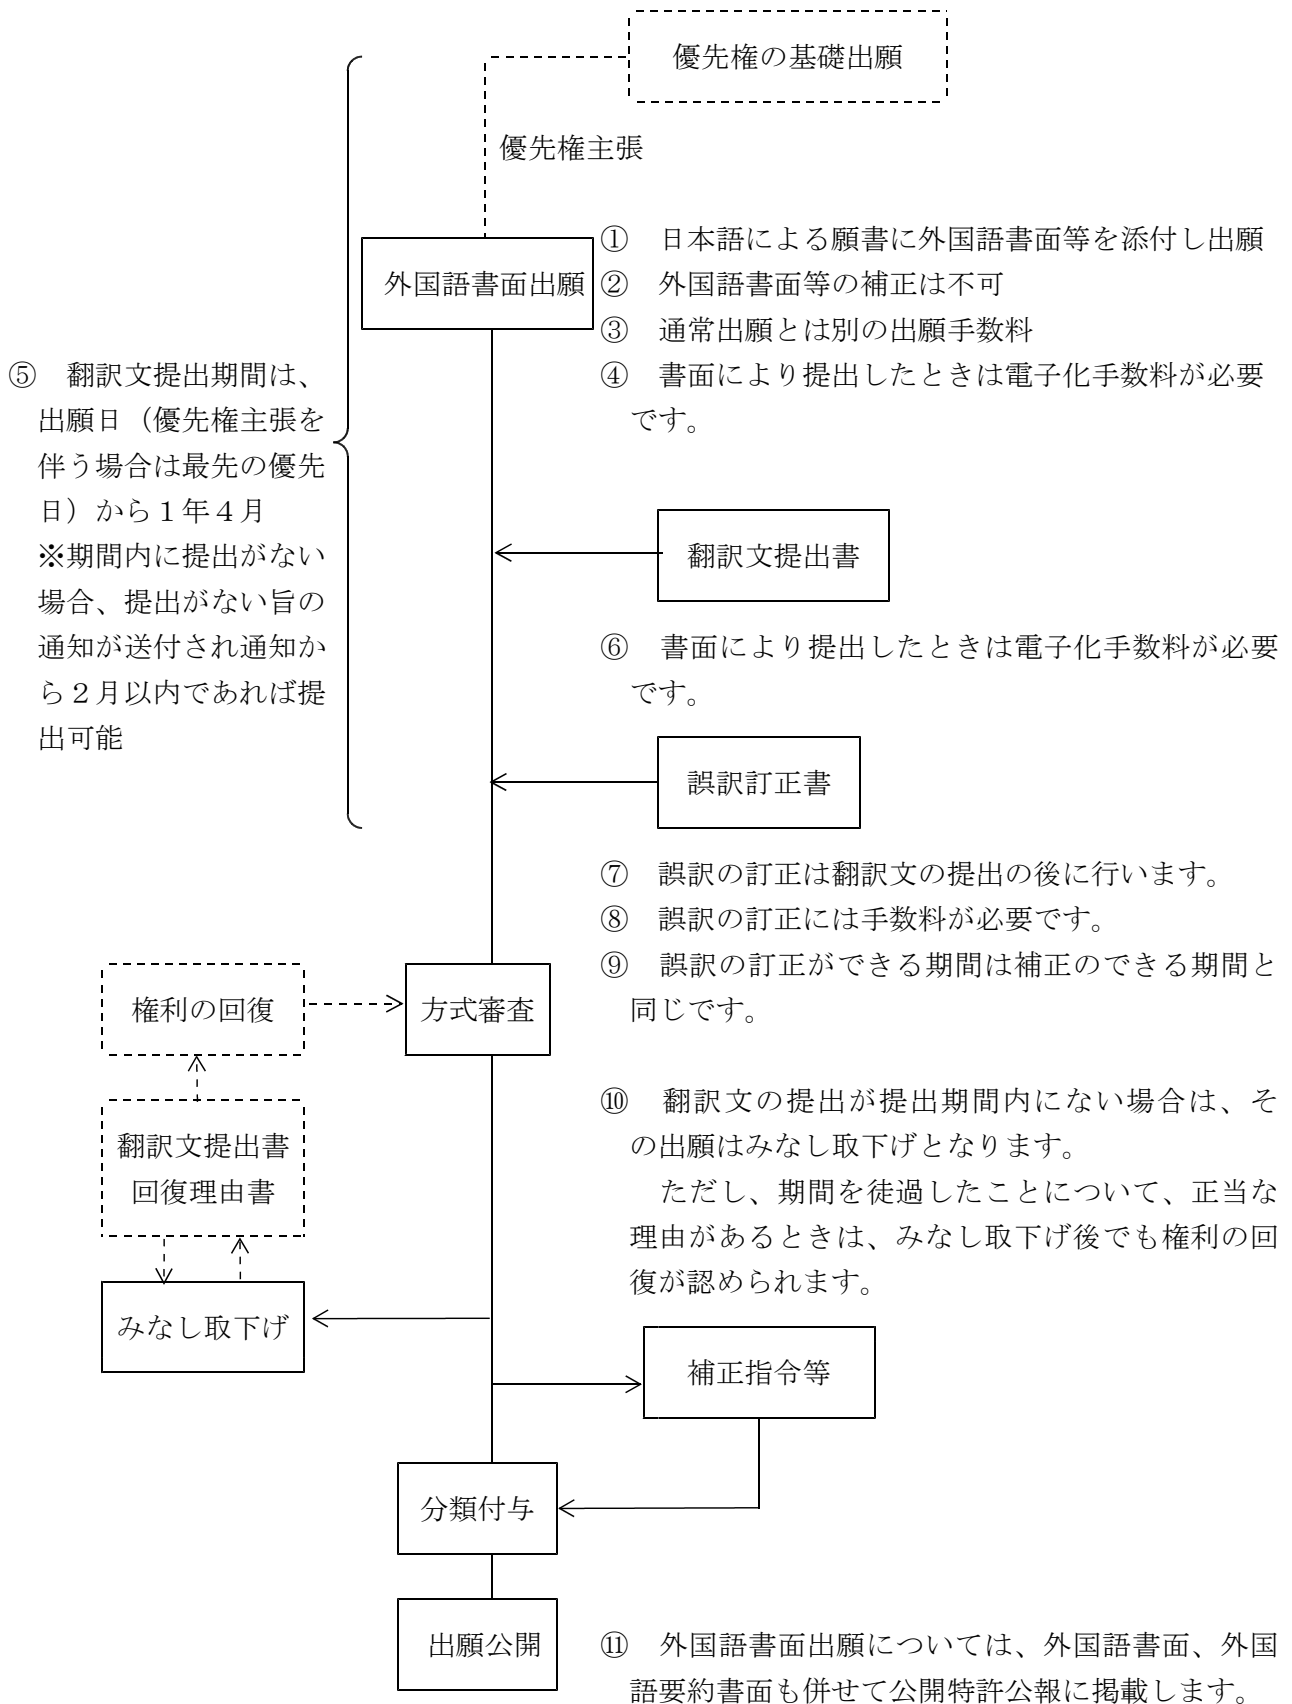 優先権の基礎出願
優先権主張
外国語書面出願
① 日本語による願書に外国語書面等を添付し出願
② 外国語書面等の補正は不可
③ 通常出願とは別の出願手数料
④ 書面により提出したときは電子化手数料が必要
です。
⑤ 翻訳文提出期間は、
出願日（優先権主張を
伴う場合は最先の優先
日）から１年４月
※期間内に提出がない
場合、提出がない旨の
通知が送付され通知か
ら２月以内であれば提
出可能
翻訳文提出書
⑥ 書面により提出したときは電子化手数料が必要
です。
誤訳訂正書
⑦ 誤訳の訂正は翻訳文の提出の後に行います。
⑧ 誤訳の訂正には手数料が必要です。
⑨ 誤訳の訂正ができる期間は補正のできる期間と
同じです。
権利の回復
方式審査
翻訳文提出書
回復理由書
⑩ 翻訳文の提出が提出期間内にない場合は、そ
の出願はみなし取下げとなります。
ただし、期間を徒過したことについて、正当な
理由があるときは、みなし取下げ後でも権利の回
復が認められます。
みなし取下げ
補正指令等
分類付与
出願公開
⑪ 外国語書面出願については、外国語書面、外国
語要約書面も併せて公開特許公報に掲載します。